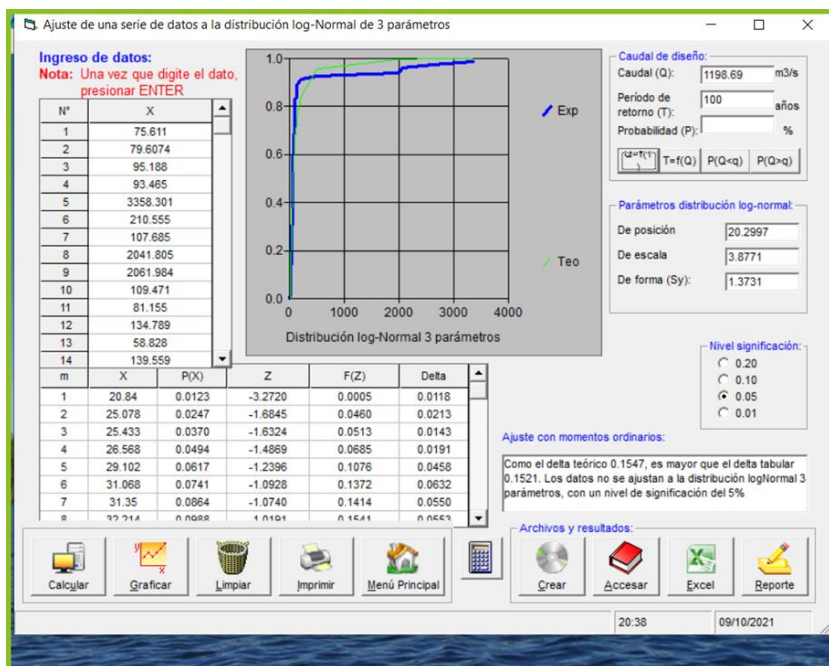 Ajuste de una serie de datos a la distribución log-Normal de 3 parámetros
Ingreso de datos:
Nota: Una vez que digite el dato,
presionar ENTER
N° X
1 75.611
2 79.6074
3 95.188
4 93.465
5 3358.301
6 210.555
7 107.685
8 2041.805
9 2061.984
10 109.471
11 81.155
12 134.789
13 58.828
14 139.559
1.0
0.8
0.6
0.4
0.2
0.0
0 1000 2000 3000 4000
Distribución log-Normal 3 parámetros
Exp
Teo
Caudal de diseño:
Caudal (Q): 1198.69 m3/s
Período de
retorno (T): 100 años
Probabilidad (P): %
T=f(Q) P(Q<q) P(Q>q)
Parámetros distribución log-normal:
De posición 20.2997
De escala 3.8771
De forma (Sy): 1.3731
Nivel significación:
0.20
0.10
0.05
0.01
m X P(X) Z F(Z) Delta
1 20.84 0.0123 -3.2720 0.0005 0.0118
2 25.078 0.0247 -1.6845 0.0460 0.0213
3 25.433 0.0370 -1.6324 0.0513 0.0143
4 26.568 0.0494 -1.4869 0.0685 0.0191
5 29.102 0.0617 -1.2396 0.1076 0.0458
6 31.068 0.0741 -1.0928 0.1372 0.0632
7 31.35 0.0864 -1.0740 0.1414 0.0550
8 32.214 0.0988 -1.0191 0.1541 0.0553
Ajuste con momentos ordinarios:
Como el delta teórico 0.1547, es mayor que el delta tabular
0.1521. Los datos no se ajustan a la distribución logNormal 3
parámetros, con un nivel de significación del 5%
Calcular
Graficar
Limpiar
Imprimir
Menú Principal
Archivos y resultados:
Crear
Accesar
Excel
Reporte
20:38 09/10/2021